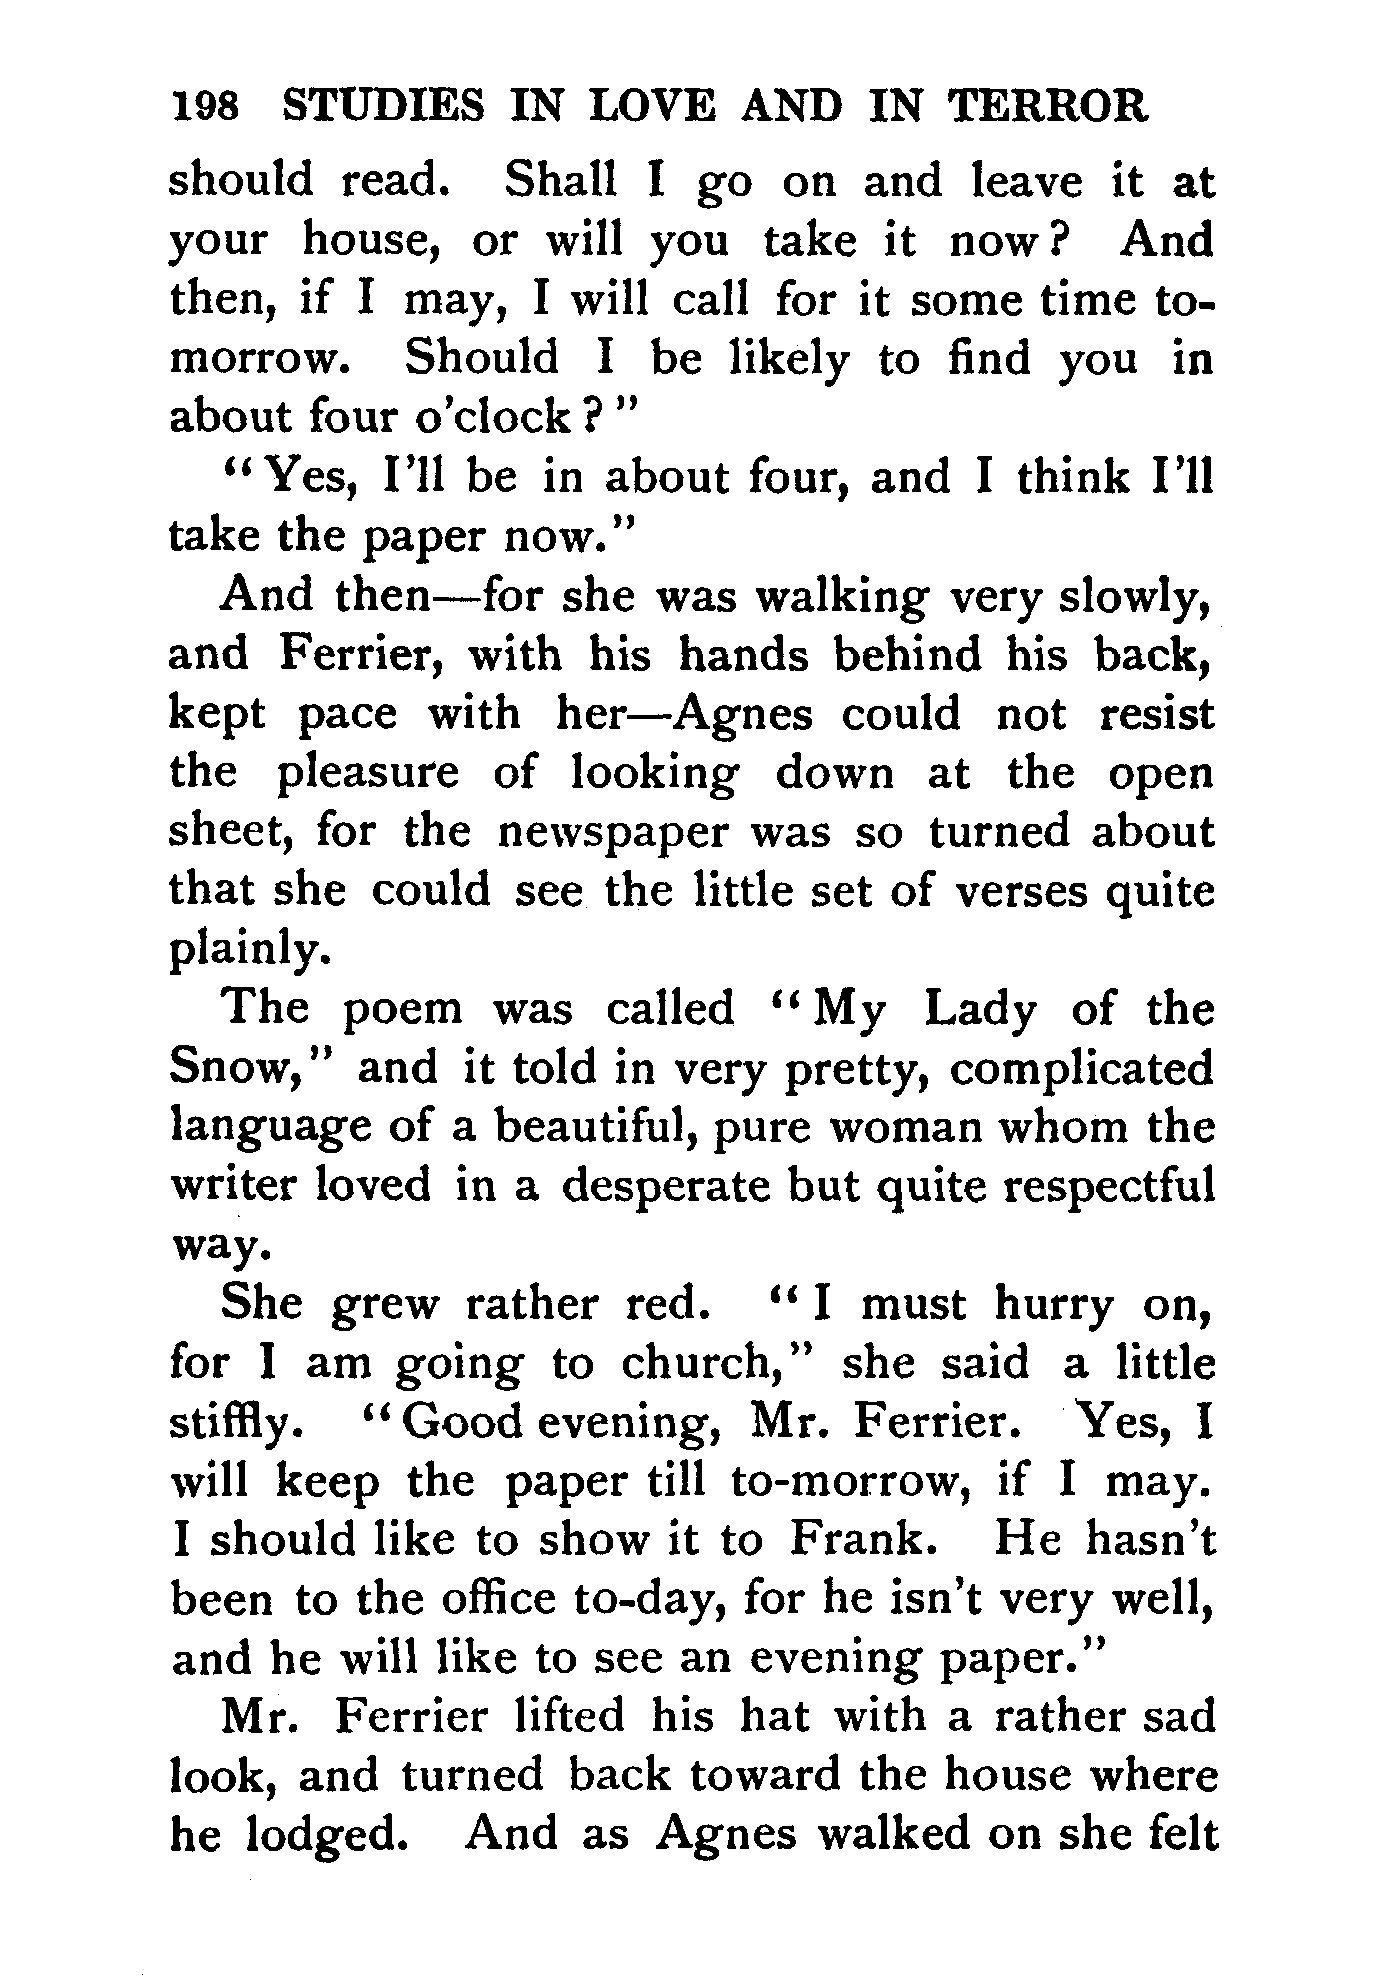 198 STUDIES IN LOVE AND IN TERROR
should read. Shall I go on and leave it at
your house, or will you take it now? And
then, if I may, I will call for it some time to-
morrow. Should I be likely to find you in
about four o'clock?"
"Yes, I'll be in about four, and I think I'll
take the paper now."
And then—for she was walking very slowly,
and Ferrier, with his hands behind his back,
kept pace with her—Agnes could not resist
the pleasure of looking down at the open
sheet, for the newspaper was so turned about
that she could see the little set of verses quite
plainly.
The poem was called "My Lady of the
Snow," and it told in very pretty, complicated
language of a beautiful, pure woman whom the
writer loved in a desperate but quite respectful
way.
She grew rather red. "I must hurry on,
for I am going to church," she said a little
stiffly. "Good evening, Mr. Ferrier. Yes, I
will keep the paper till to-morrow, if I may.
I should like to show it to Frank. He hasn't
been to the office to-day, for he isn't very well,
and he will like to see an evening paper."
Mr. Ferrier lifted his hat with a rather sad
look, and turned back toward the house where
he lodged. And as Agnes walked on she felt